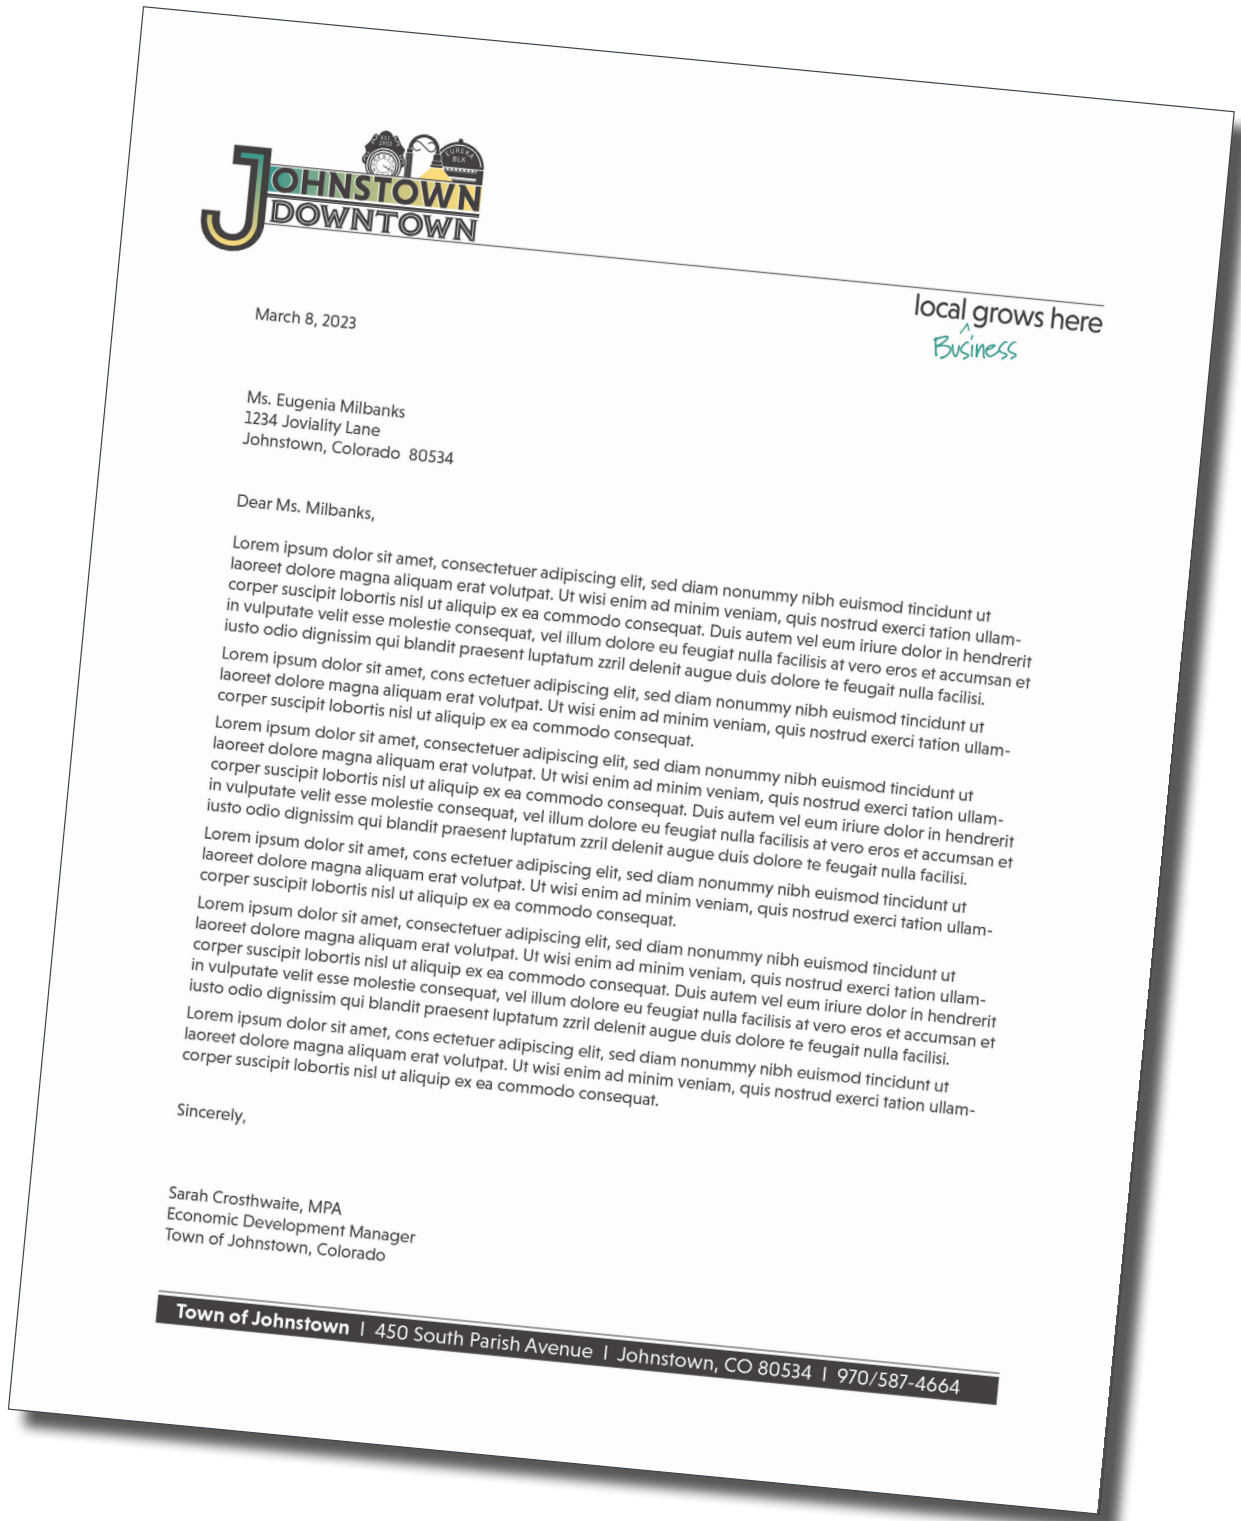 EST.
1902
EUREKA
BLK
JOHNSTOWN
DOWNTOWN
local grows here
^
Business
March 8, 2023
Ms. Eugenia Milbanks
1234 Joviality Lane
Johnstown, Colorado  80534
Dear Ms. Milbanks,
Lorem ipsum dolor sit amet, consectetuer adipiscing elit, sed diam nonummy nibh euismod tincidunt ut
laoreet dolore magna aliquam erat volutpat. Ut wisi enim ad minim veniam, quis nostrud exerci tation ullam-
corper suscipit lobortis nisl ut aliquip ex ea commodo consequat. Duis autem vel eum iriure dolor in hendrerit
in vulputate velit esse molestie consequat, vel illum dolore eu feugiat nulla facilisis at vero eros et accumsan et
iusto odio dignissim qui blandit praesent luptatum zzril delenit augue duis dolore te feugait nulla facilisi.
Lorem ipsum dolor sit amet, cons ectetuer adipiscing elit, sed diam nonummy nibh euismod tincidunt ut
laoreet dolore magna aliquam erat volutpat. Ut wisi enim ad minim veniam, quis nostrud exerci tation ullam-
corper suscipit lobortis nisl ut aliquip ex ea commodo consequat.
Lorem ipsum dolor sit amet, consectetuer adipiscing elit, sed diam nonummy nibh euismod tincidunt ut
laoreet dolore magna aliquam erat volutpat. Ut wisi enim ad minim veniam, quis nostrud exerci tation ullam-
corper suscipit lobortis nisl ut aliquip ex ea commodo consequat. Duis autem vel eum iriure dolor in hendrerit
in vulputate velit esse molestie consequat, vel illum dolore eu feugiat nulla facilisis at vero eros et accumsan et
iusto odio dignissim qui blandit praesent luptatum zzril delenit augue duis dolore te feugait nulla facilisi.
Lorem ipsum dolor sit amet, cons ectetuer adipiscing elit, sed diam nonummy nibh euismod tincidunt ut
laoreet dolore magna aliquam erat volutpat. Ut wisi enim ad minim veniam, quis nostrud exerci tation ullam-
corper suscipit lobortis nisl ut aliquip ex ea commodo consequat.
Lorem ipsum dolor sit amet, consectetuer adipiscing elit, sed diam nonummy nibh euismod tincidunt ut
laoreet dolore magna aliquam erat volutpat. Ut wisi enim ad minim veniam, quis nostrud exerci tation ullam-
corper suscipit lobortis nisl ut aliquip ex ea commodo consequat. Duis autem vel eum iriure dolor in hendrerit
in vulputate velit esse molestie consequat, vel illum dolore eu feugiat nulla facilisis at vero eros et accumsan et
iusto odio dignissim qui blandit praesent luptatum zzril delenit augue duis dolore te feugait nulla facilisi.
Lorem ipsum dolor sit amet, cons ectetuer adipiscing elit, sed diam nonummy nibh euismod tincidunt ut
laoreet dolore magna aliquam erat volutpat. Ut wisi enim ad minim veniam, quis nostrud exerci tation ullam-
corper suscipit lobortis nisl ut aliquip ex ea commodo consequat.
Sincerely,
Sarah Crosthwaite, MPA
Economic Development Manager
Town of Johnstown, Colorado
Town of Johnstown | 450 South Parish Avenue | Johnstown, CO 80534 | 970/587-4664